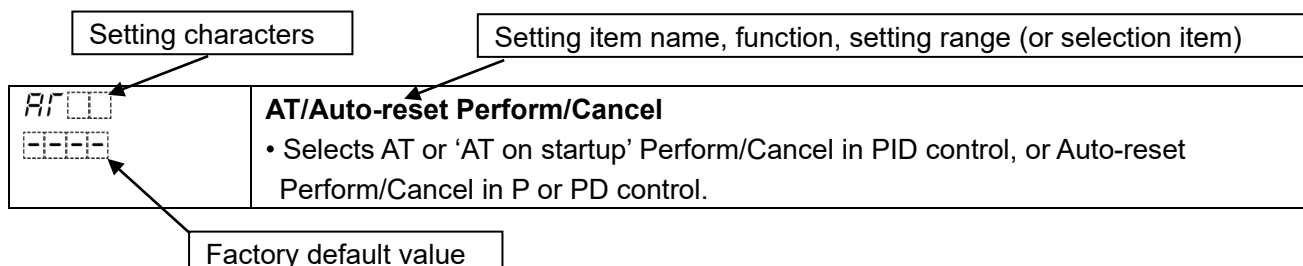 Setting characters
Setting item name, function, setting range (or selection item)
AT
AT/Auto-reset Perform/Cancel
----
• Selects AT or ‘AT on startup’ Perform/Cancel in PID control, or Auto-reset
Perform/Cancel in P or PD control.
Factory default value